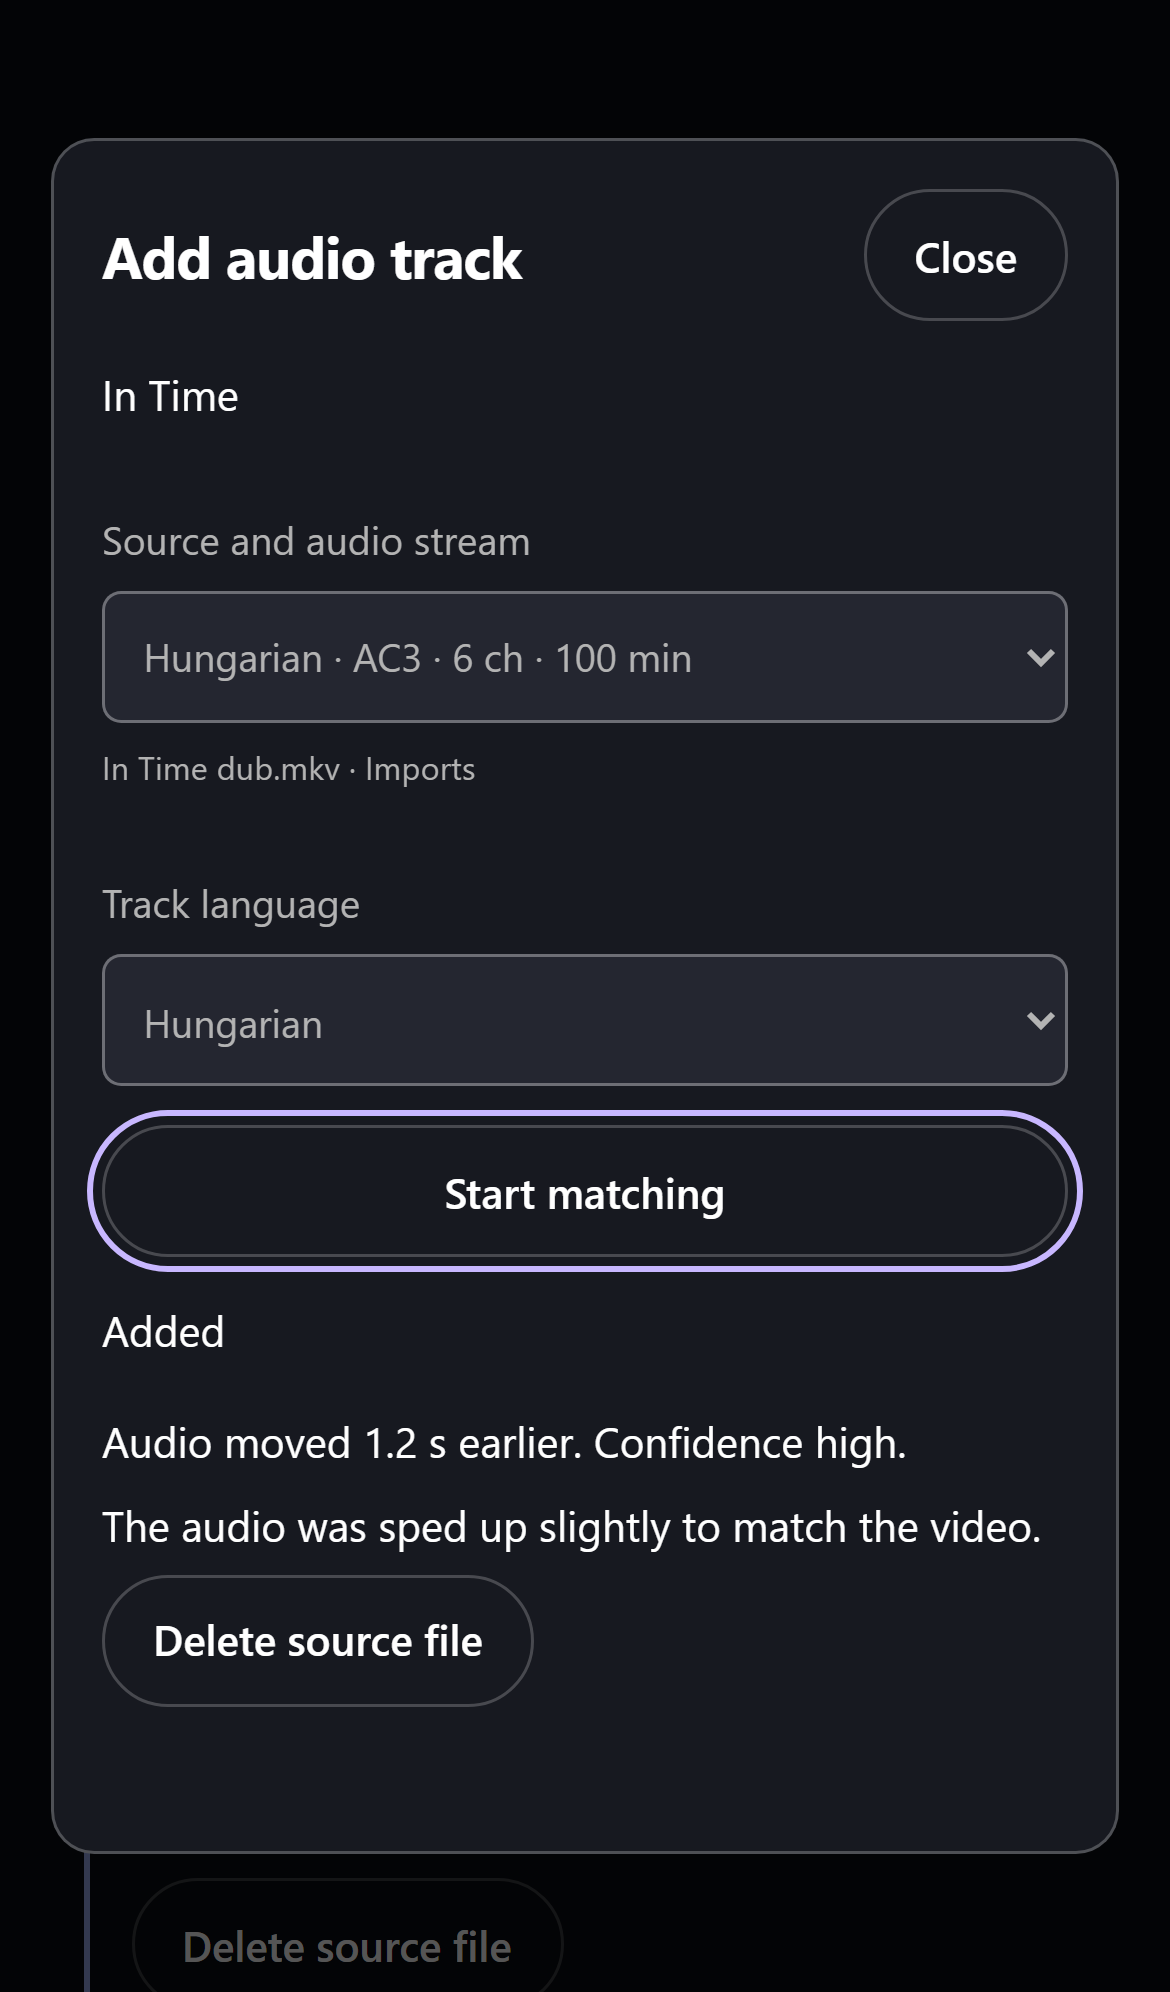 Add audio track
Close
In Time
Source and audio stream
Hungarian · AC3 · 6 ch · 100 min
In Time dub.mkv · Imports
Track language
Hungarian
Start matching
Added
Audio moved 1.2 s earlier. Confidence high.
The audio was sped up slightly to match the video.
Delete source file
Delete source file